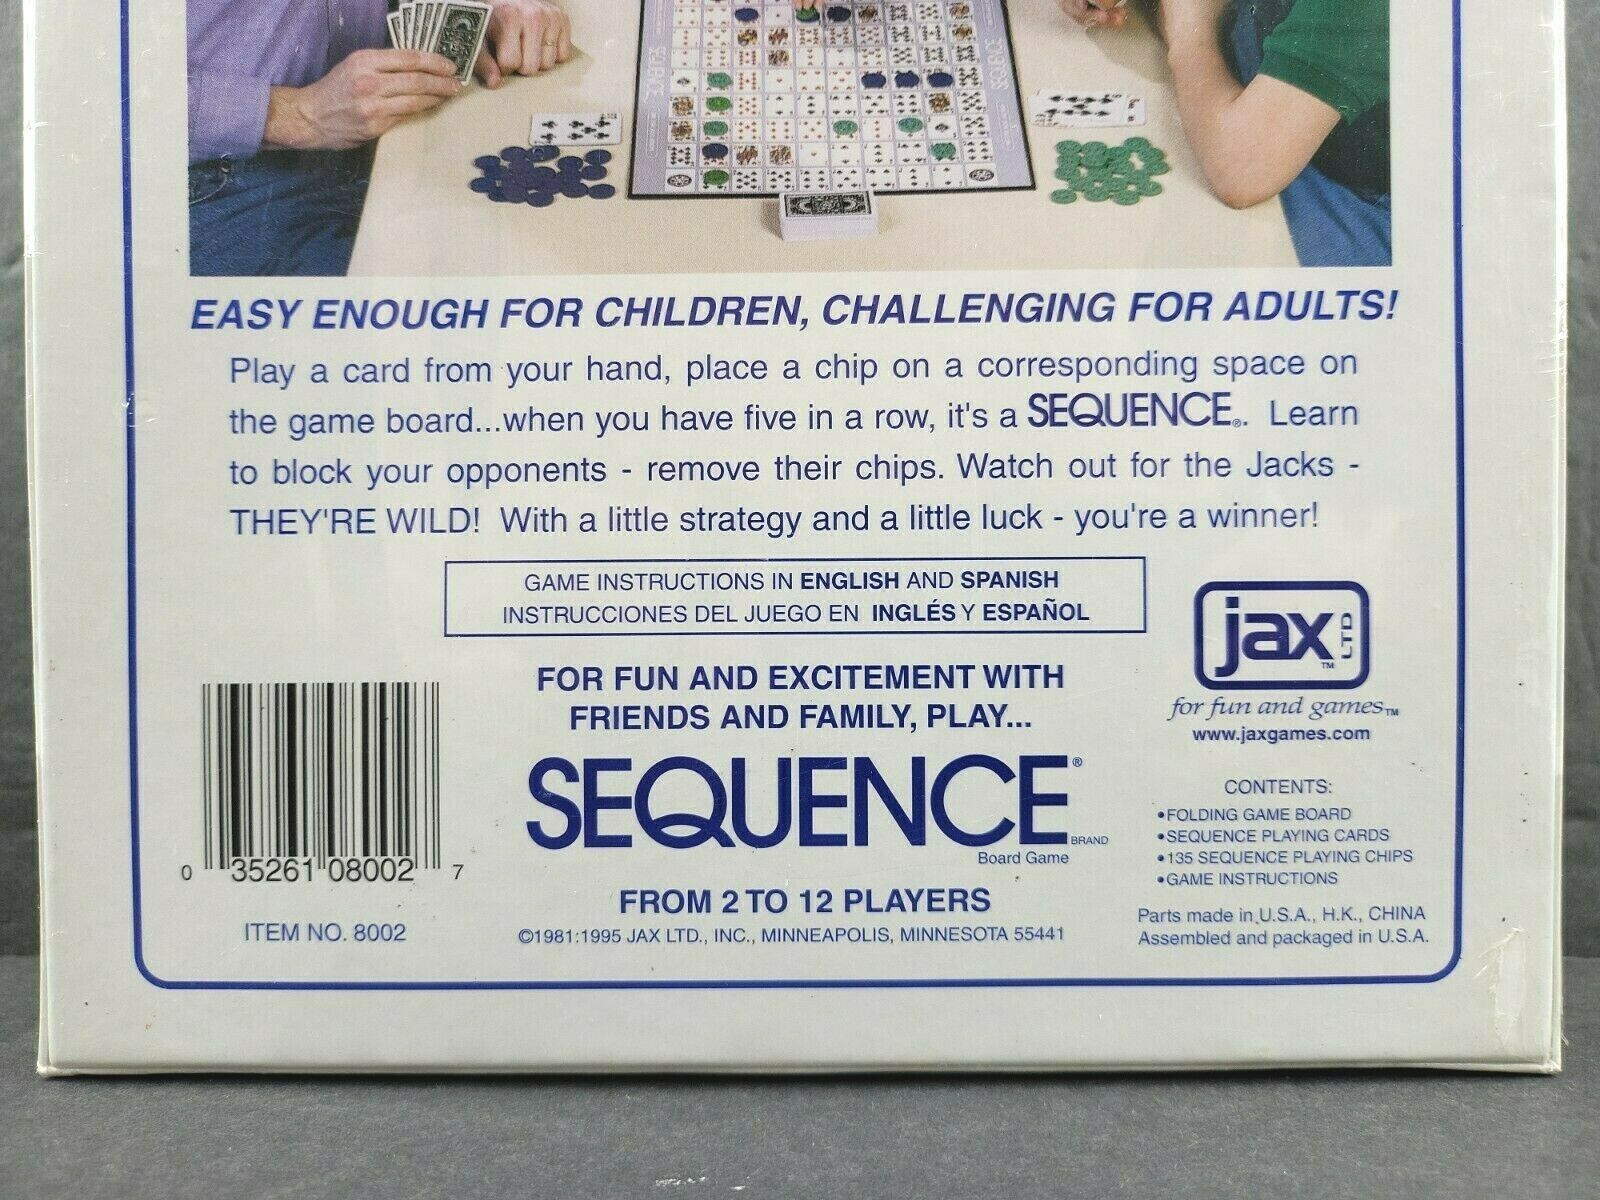 SEQUENCE
SEQUENCE
EASY ENOUGH FOR CHILDREN, CHALLENGING FOR ADULTS!
Play a card from your hand, place a chip on a corresponding space on
the game board...when you have five in a row, it's a SEQUENCE®. Learn
to block your opponents - remove their chips. Watch out for the Jacks -
THEY'RE WILD! With a little strategy and a little luck - you're a winner!
GAME INSTRUCTIONS IN ENGLISH AND SPANISH
INSTRUCCIONES DEL JUEGO EN INGLÉS Y ESPAÑOL
jax LTD
TM
for fun and games™
www.jaxgames.com
FOR FUN AND EXCITEMENT WITH
FRIENDS AND FAMILY, PLAY...
SEQUENCE®
BRAND
Board Game
FROM 2 TO 12 PLAYERS
©1981:1995 JAX LTD., INC., MINNEAPOLIS, MINNESOTA 55441
0 35261 08002 7
ITEM NO. 8002
CONTENTS:
•FOLDING GAME BOARD
•SEQUENCE PLAYING CARDS
•135 SEQUENCE PLAYING CHIPS
•GAME INSTRUCTIONS
Parts made in U.S.A., H.K., CHINA
Assembled and packaged in U.S.A.